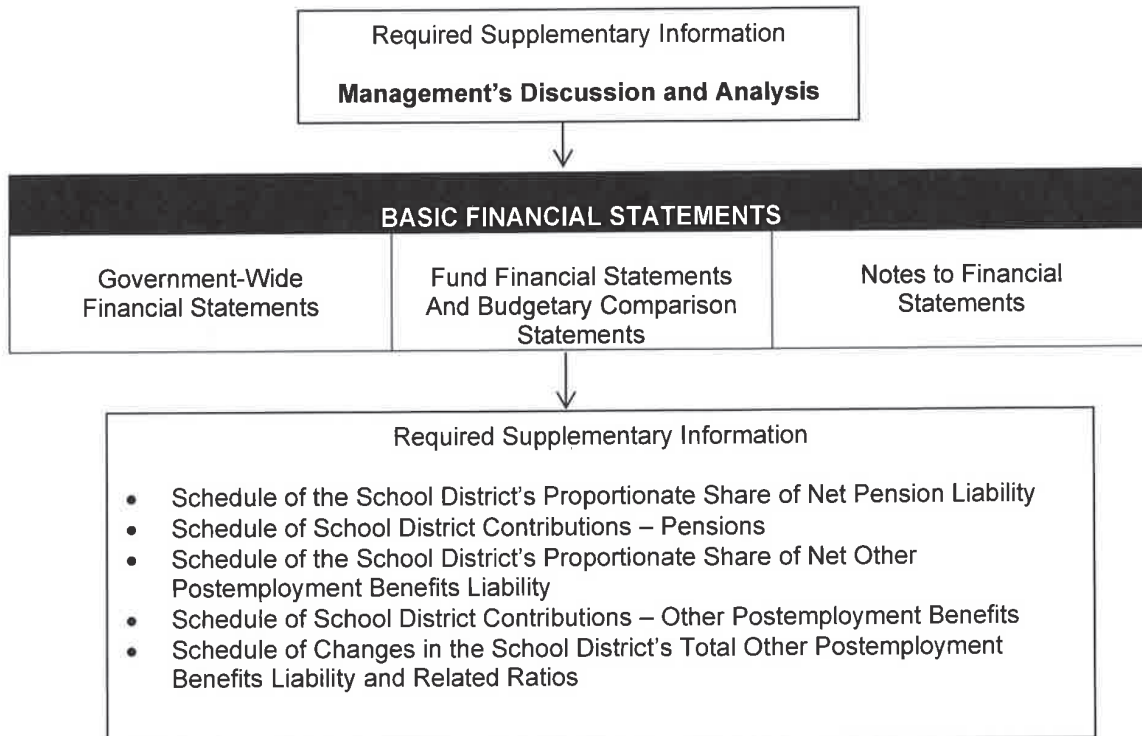 Required Supplementary Information
Management's Discussion and Analysis
BASIC FINANCIAL STATEMENTS
Government-Wide
Financial Statements
Fund Financial Statements
And Budgetary Comparison
Statements
Notes to Financial
Statements
Required Supplementary Information
• Schedule of the School District's Proportionate Share of Net Pension Liability
• Schedule of School District Contributions – Pensions
• Schedule of the School District's Proportionate Share of Net Other
Postemployment Benefits Liability
• Schedule of School District Contributions – Other Postemployment Benefits
• Schedule of Changes in the School District's Total Other Postemployment
Benefits Liability and Related Ratios